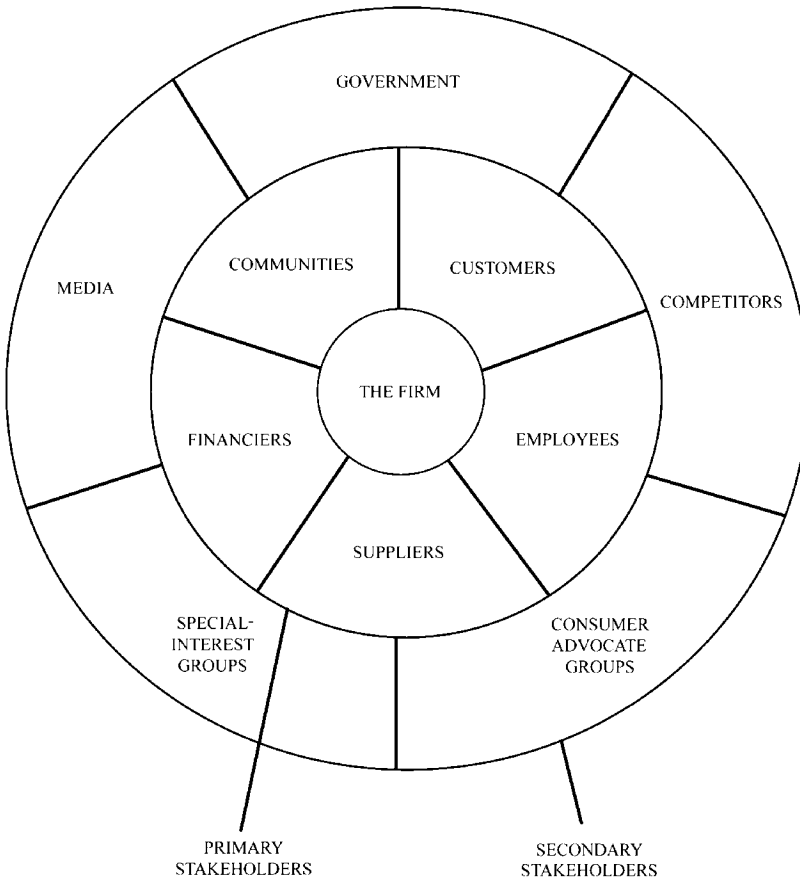 GOVERNMENT
COMMUNITIES
CUSTOMERS
MEDIA
COMPETITORS
THE FIRM
FINANCIERS
EMPLOYEES
SUPPLIERS
SPECIAL-
INTEREST
GROUPS
CONSUMER
ADVOCATE
GROUPS
PRIMARY
STAKEHOLDERS
SECONDARY
STAKEHOLDERS